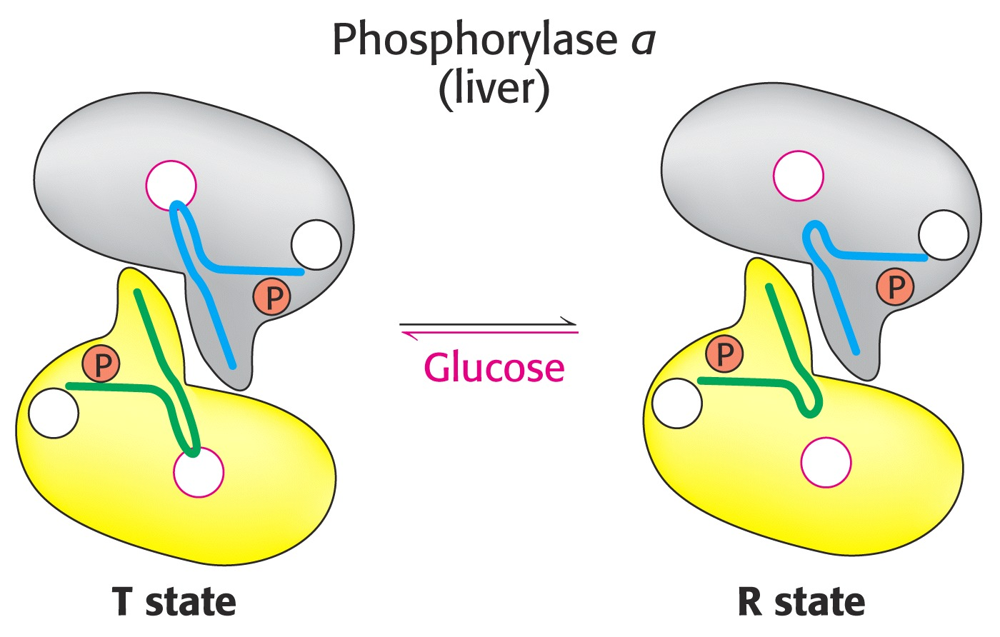 Phosphorylase a
(liver)
P
P
P
P
Glucose
T state
R state